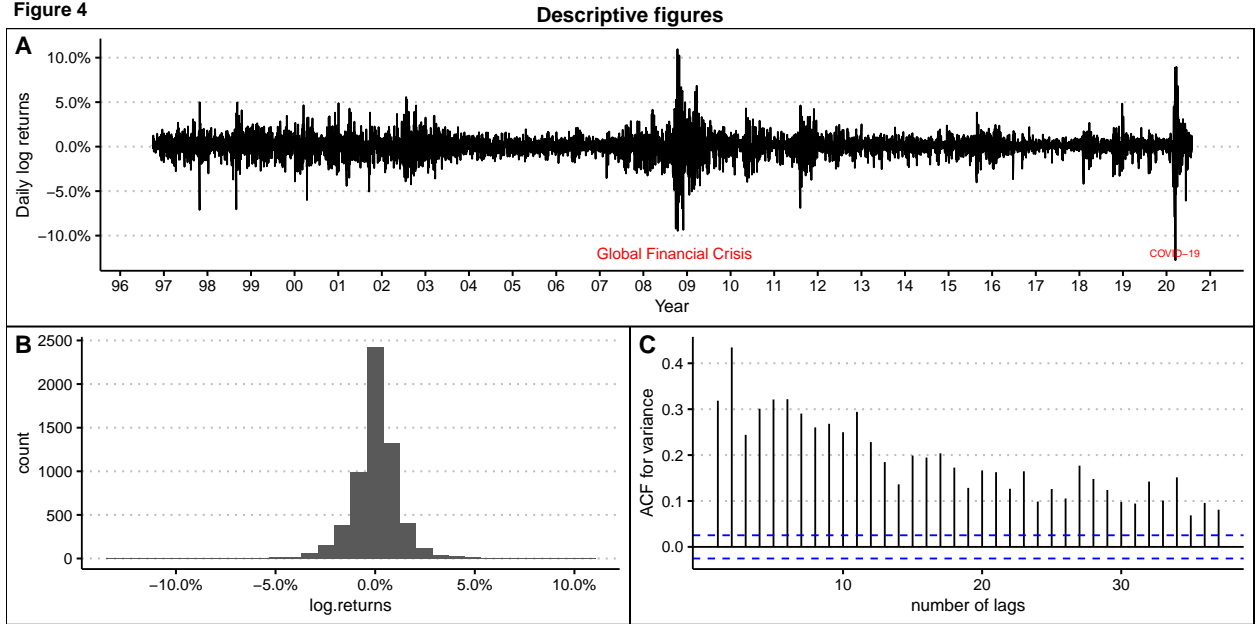 Figure 4
Descriptive figures
A
Daily log returns
10.0%
5.0%
0.0%
−5.0%
−10.0%
Global Financial Crisis
COVID−19
96 97 98 99 00 01 02 03 04 05 06 07 08 09 10 11 12 13 14 15 16 17 18 19 20 21
Year
B
count
2500
2000
1500
1000
500
0
−10.0% −5.0% 0.0% 5.0% 10.0%
log.returns
C
ACF for variance
0.4
0.3
0.2
0.1
0.0
10 20 30
number of lags